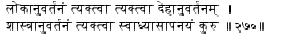 लोकानुवर्तनं त्यक्त्वा त्यक्त्वा देहानुवर्तनम् ।
शास्त्रानुवर्तनं त्यक्त्वा स्वाध्यासापनयं कुरु ॥२७०॥